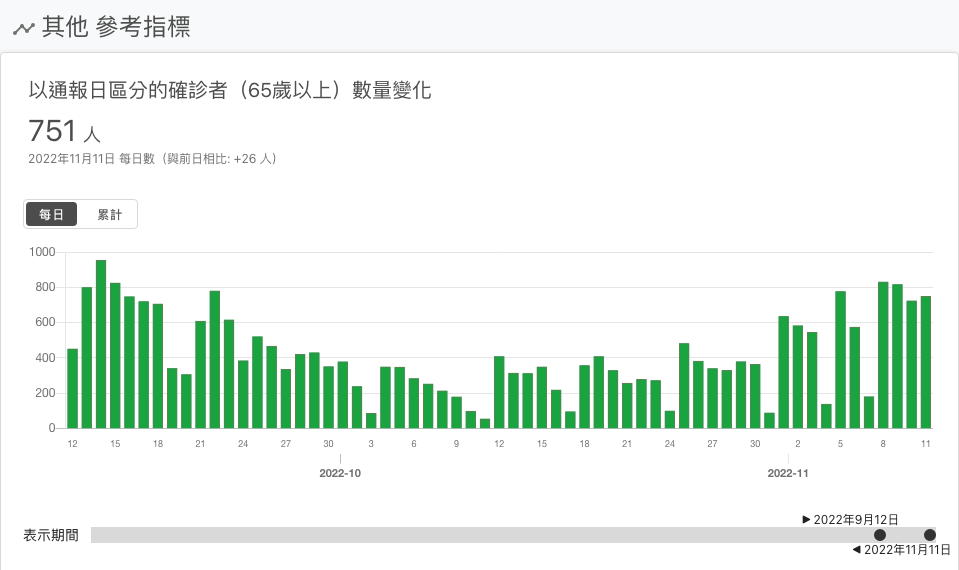 其他 參考指標
以通報日區分的確診者（65歲以上）數量變化
751 人
2022年11月11日 每日數（與前日相比: +26 人）
每日 累計
1000
800
600
400
200
0
12 15 18 21 24 27 30 3 6 9 12 15 18 21 24 27 30 2 5 8 11
2022-10 2022-11
▶ 2022年9月12日
表示期間
◀ 2022年11月11日